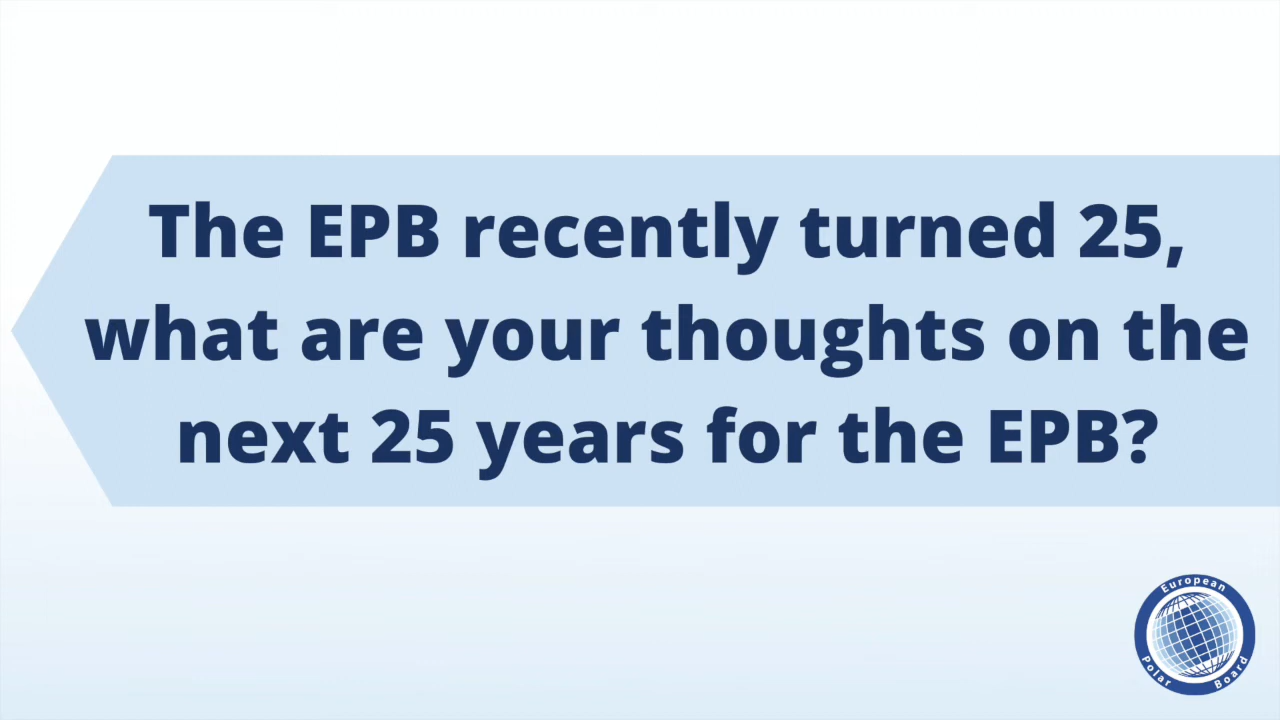 The EPB recently turned 25,
what are your thoughts on the
next 25 years for the EPB?
European
Polar Board